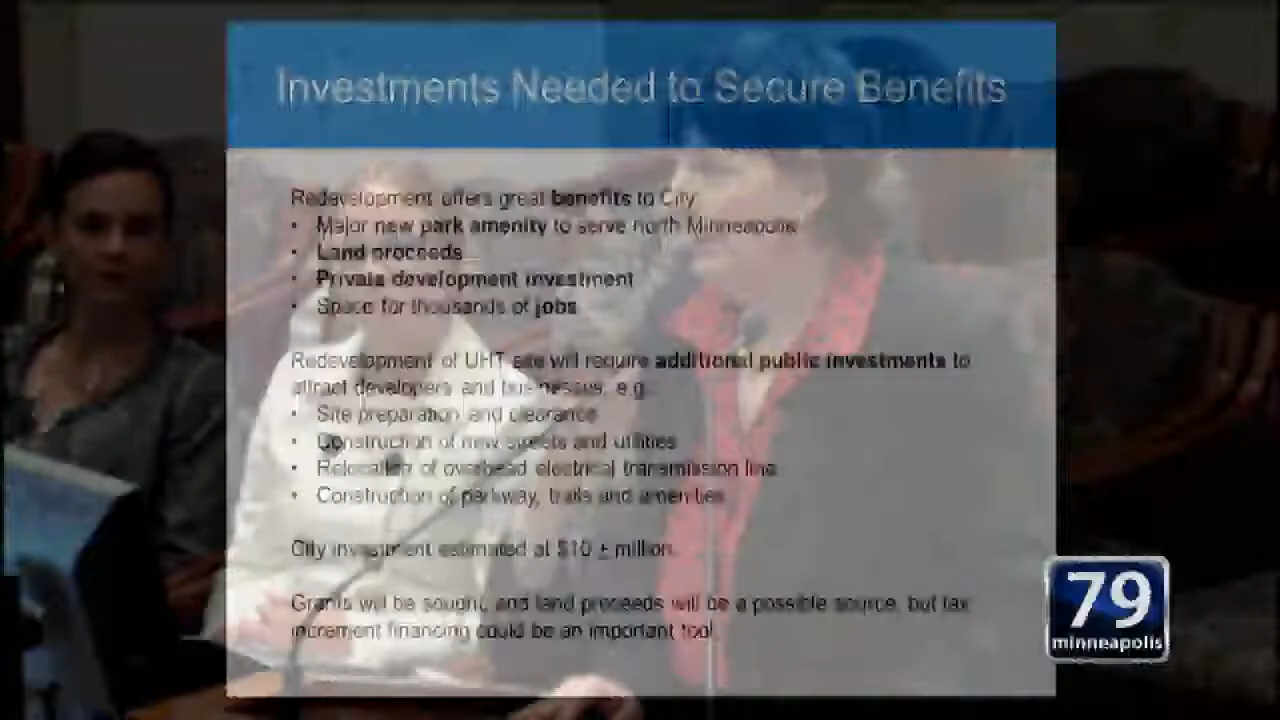 Investments Needed to Secure Benefits
Redevelopment offers great benefits to City
• Major new park amenity to serve north Minneapolis
• Land proceeds
• Private development investment
• Space for thousands of jobs
Redevelopment of UHT site will require additional public investments to
attract developers and businesses, e.g.
• Site preparation and clearance
• Construction of new streets and utilities
• Relocation of overhead electrical transmission line
• Construction of parkway, trails and amenities
City investment estimated at $10 ± million.
Grants will be sought, and land proceeds will be a possible source, but tax
increment financing could be an important tool.
79
minneapolis